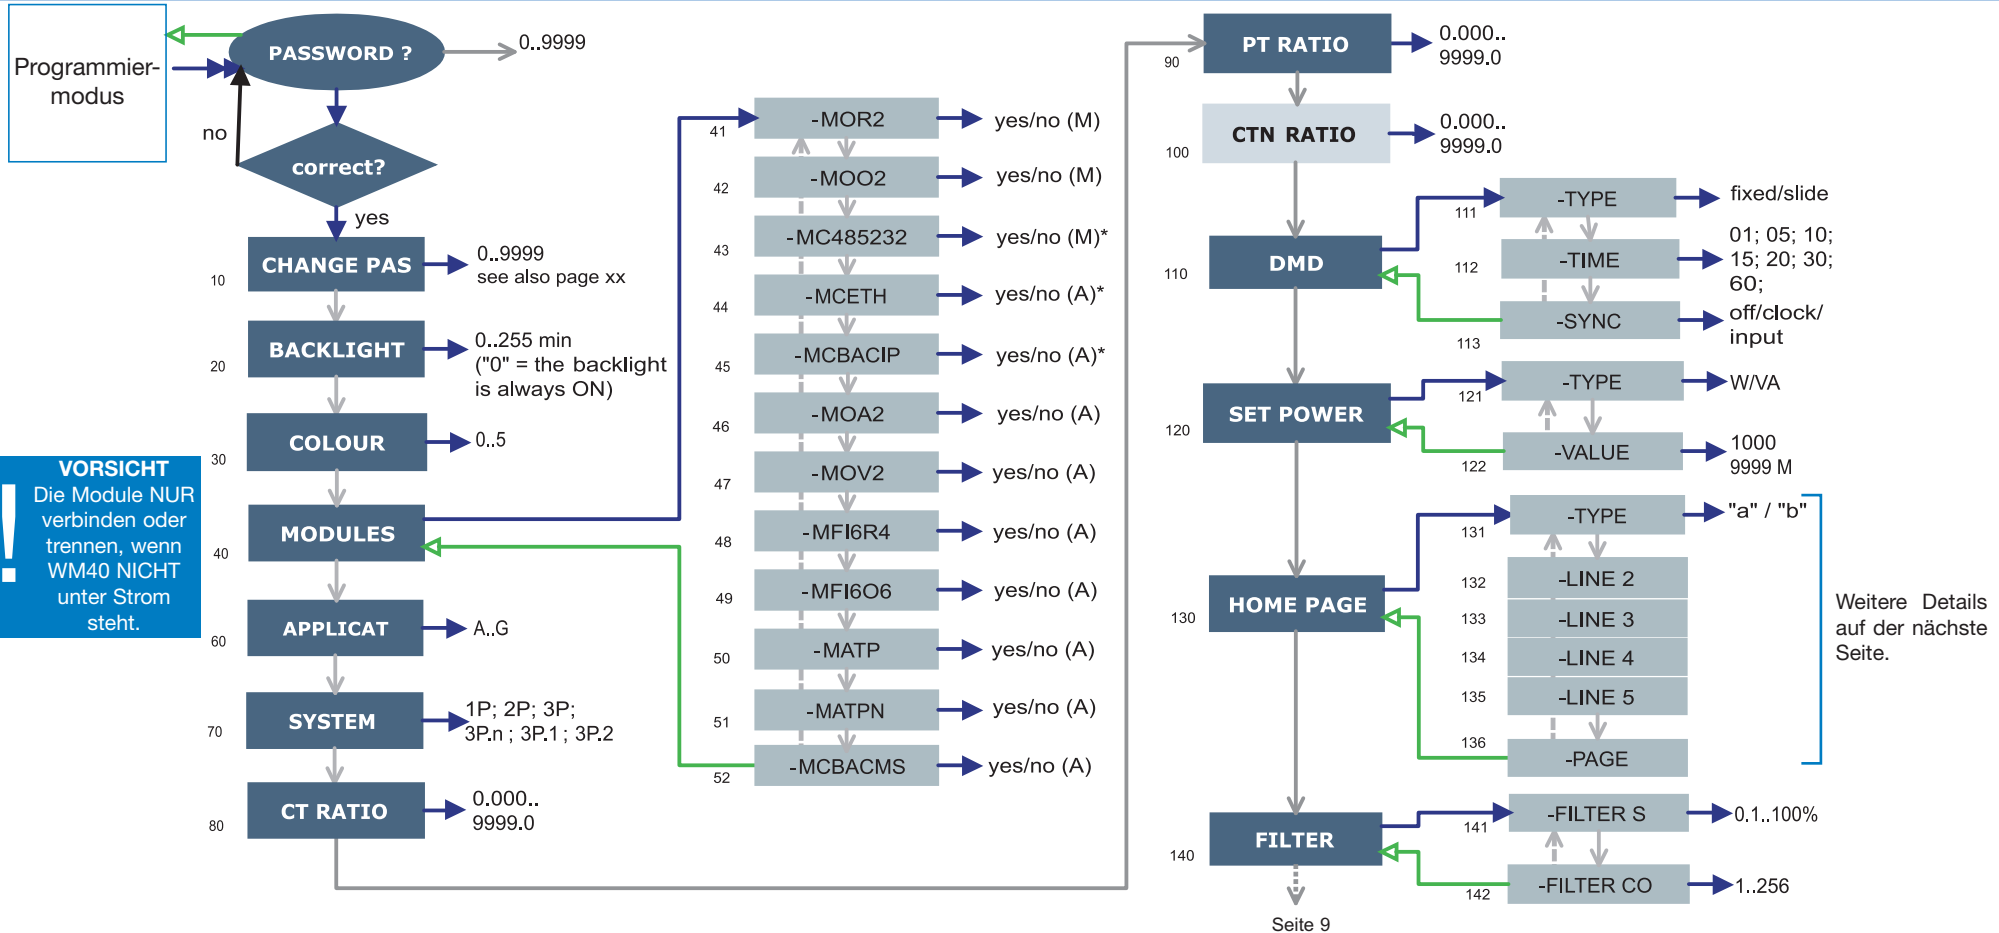 Programmier-
modus
PASSWORD ?
0..9999
no
correct?
yes
10
CHANGE PAS
0..9999
see also page xx
20
BACKLIGHT
0..255 min
("0" = the backlight
is always ON)
30
COLOUR
0..5
VORSICHT
!
Die Module NUR
verbinden oder
trennen, wenn
WM40 NICHT
unter Strom
steht.
40
MODULES
60
APPLICAT
A..G
70
SYSTEM
1P; 2P; 3P;
3P.n ; 3P.1 ; 3P.2
80
CT RATIO
0.000..
9999.0
41
-MOR2
yes/no (M)
42
-MOO2
yes/no (M)
43
-MC485232
yes/no (M)*
44
-MCETH
yes/no (A)*
45
-MCBACIP
yes/no (A)*
46
-MOA2
yes/no (A)
47
-MOV2
yes/no (A)
48
-MFI6R4
yes/no (A)
49
-MFI6O6
yes/no (A)
50
-MATP
yes/no (A)
51
-MATPN
yes/no (A)
52
-MCBACMS
yes/no (A)
90
PT RATIO
0.000..
9999.0
100
CTN RATIO
0.000..
9999.0
110
DMD
111
-TYPE
fixed/slide
112
-TIME
01; 05; 10;
15; 20; 30;
60;
113
-SYNC
off/clock/
input
120
SET POWER
121
-TYPE
W/VA
122
-VALUE
1000
9999 M
130
HOME PAGE
131
-TYPE
"a" / "b"
132
-LINE 2
133
-LINE 3
134
-LINE 4
135
-LINE 5
136
-PAGE
Weitere Details
auf der nächste
Seite.
140
FILTER
141
-FILTER S
0.1..100%
142
-FILTER CO
1..256
Seite 9